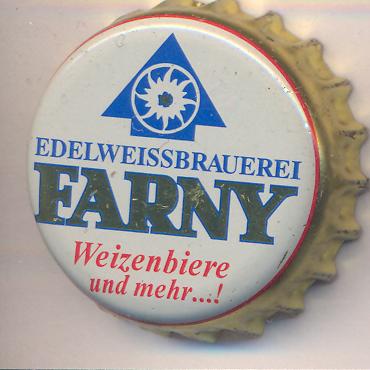 EDELWEISSBRAUEREI
FARNY
Weizenbiere
und mehr...!